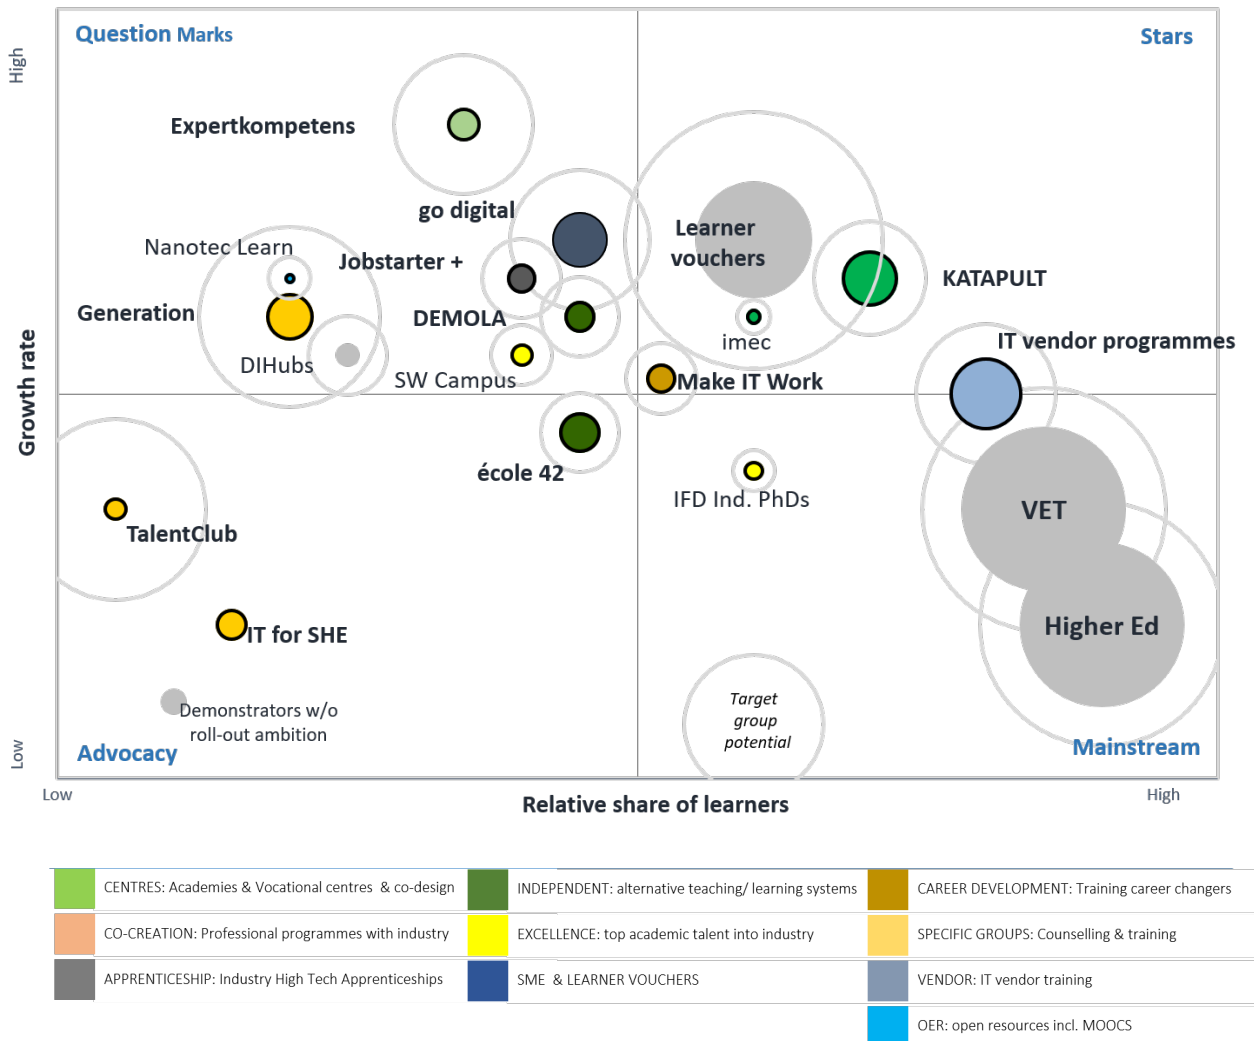 Question Marks
Stars
High
Expertkompetens
go digital
Learner
vouchers
Nanotec Learn
Jobstarter +
KATAPULT
Generation
DEMOLA
imec
IT vendor programmes
DIHubs
SW Campus
Make IT Work
Growth rate
école 42
IFD Ind. PhDs
VET
TalentClub
Higher Ed
IT for SHE
Demonstrators w/o
roll-out ambition
Target
group
potential
Low
Advocacy
Mainstream
Low
Relative share of learners
High
CENTRES: Academies & Vocational centres & co-design
INDEPENDENT: alternative teaching/ learning systems
CAREER DEVELOPMENT: Training career changers
CO-CREATION: Professional programmes with industry
EXCELLENCE: top academic talent into industry
SPECIFIC GROUPS: Counselling & training
APPRENTICESHIP: Industry High Tech Apprenticeships
SME & LEARNER VOUCHERS
VENDOR: IT vendor training
OER: open resources incl. MOOCS